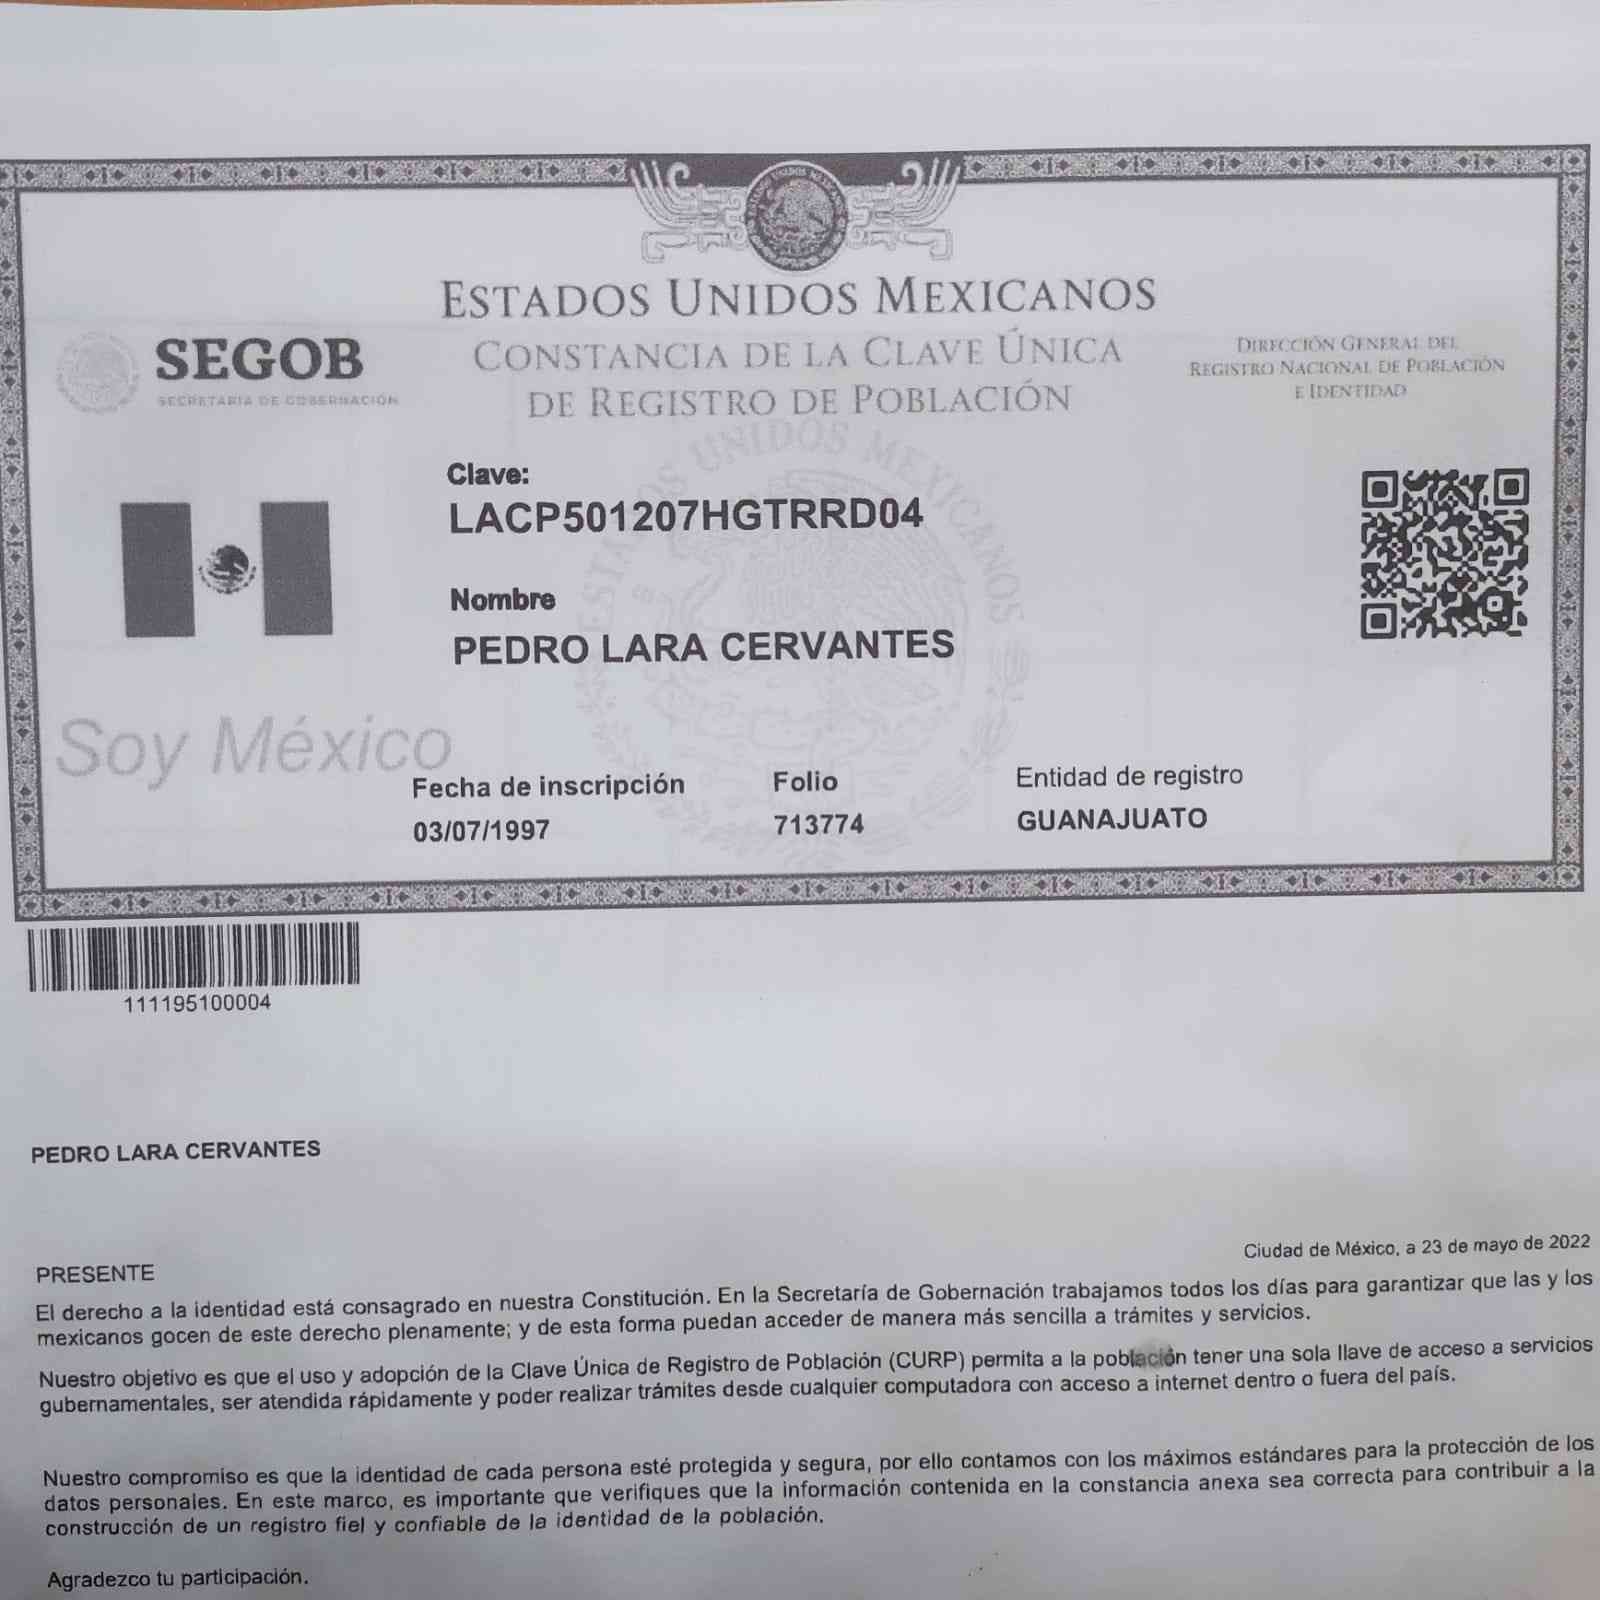 ESTADOS UNIDOS MEXICANOS
SEGOB
SECRETARÍA DE GOBERNACIÓN
CONSTANCIA DE LA CLAVE ÚNICA
DE REGISTRO DE POBLACIÓN
DIRECCIÓN GENERAL DEL
REGISTRO NACIONAL DE POBLACIÓN
E IDENTIDAD
ESTADOS UNIDOS MEXICANOS
Clave:
LACP501207HGTRRD04
Nombre
PEDRO LARA CERVANTES
Soy México
Fecha de inscripción
03/07/1997
Folio
713774
Entidad de registro
GUANAJUATO
111195100004
PEDRO LARA CERVANTES
Ciudad de México, a 23 de mayo de 2022
PRESENTE
El derecho a la identidad está consagrado en nuestra Constitución. En la Secretaría de Gobernación trabajamos todos los días para garantizar que las y los
mexicanos gocen de este derecho plenamente; y de esta forma puedan acceder de manera más sencilla a trámites y servicios.
Nuestro objetivo es que el uso y adopción de la Clave Única de Registro de Población (CURP) permita a la población tener una sola llave de acceso a servicios
gubernamentales, ser atendida rápidamente y poder realizar trámites desde cualquier computadora con acceso a internet dentro o fuera del país.
Nuestro compromiso es que la identidad de cada persona esté protegida y segura, por ello contamos con los máximos estándares para la protección de los
datos personales. En este marco, es importante que verifiques que la información contenida en la constancia anexa sea correcta para contribuir a la
construcción de un registro fiel y confiable de la identidad de la población.
Agradezco tu participación.